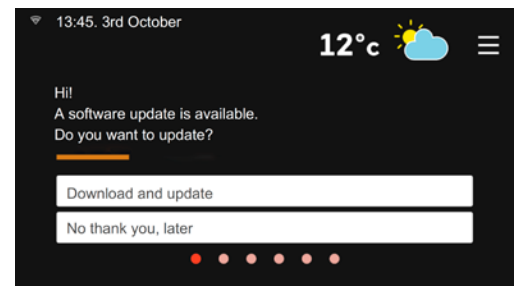 13:45. 3rd October
12°c
Hi!
A software update is available.
Do you want to update?
Download and update
No thank you, later